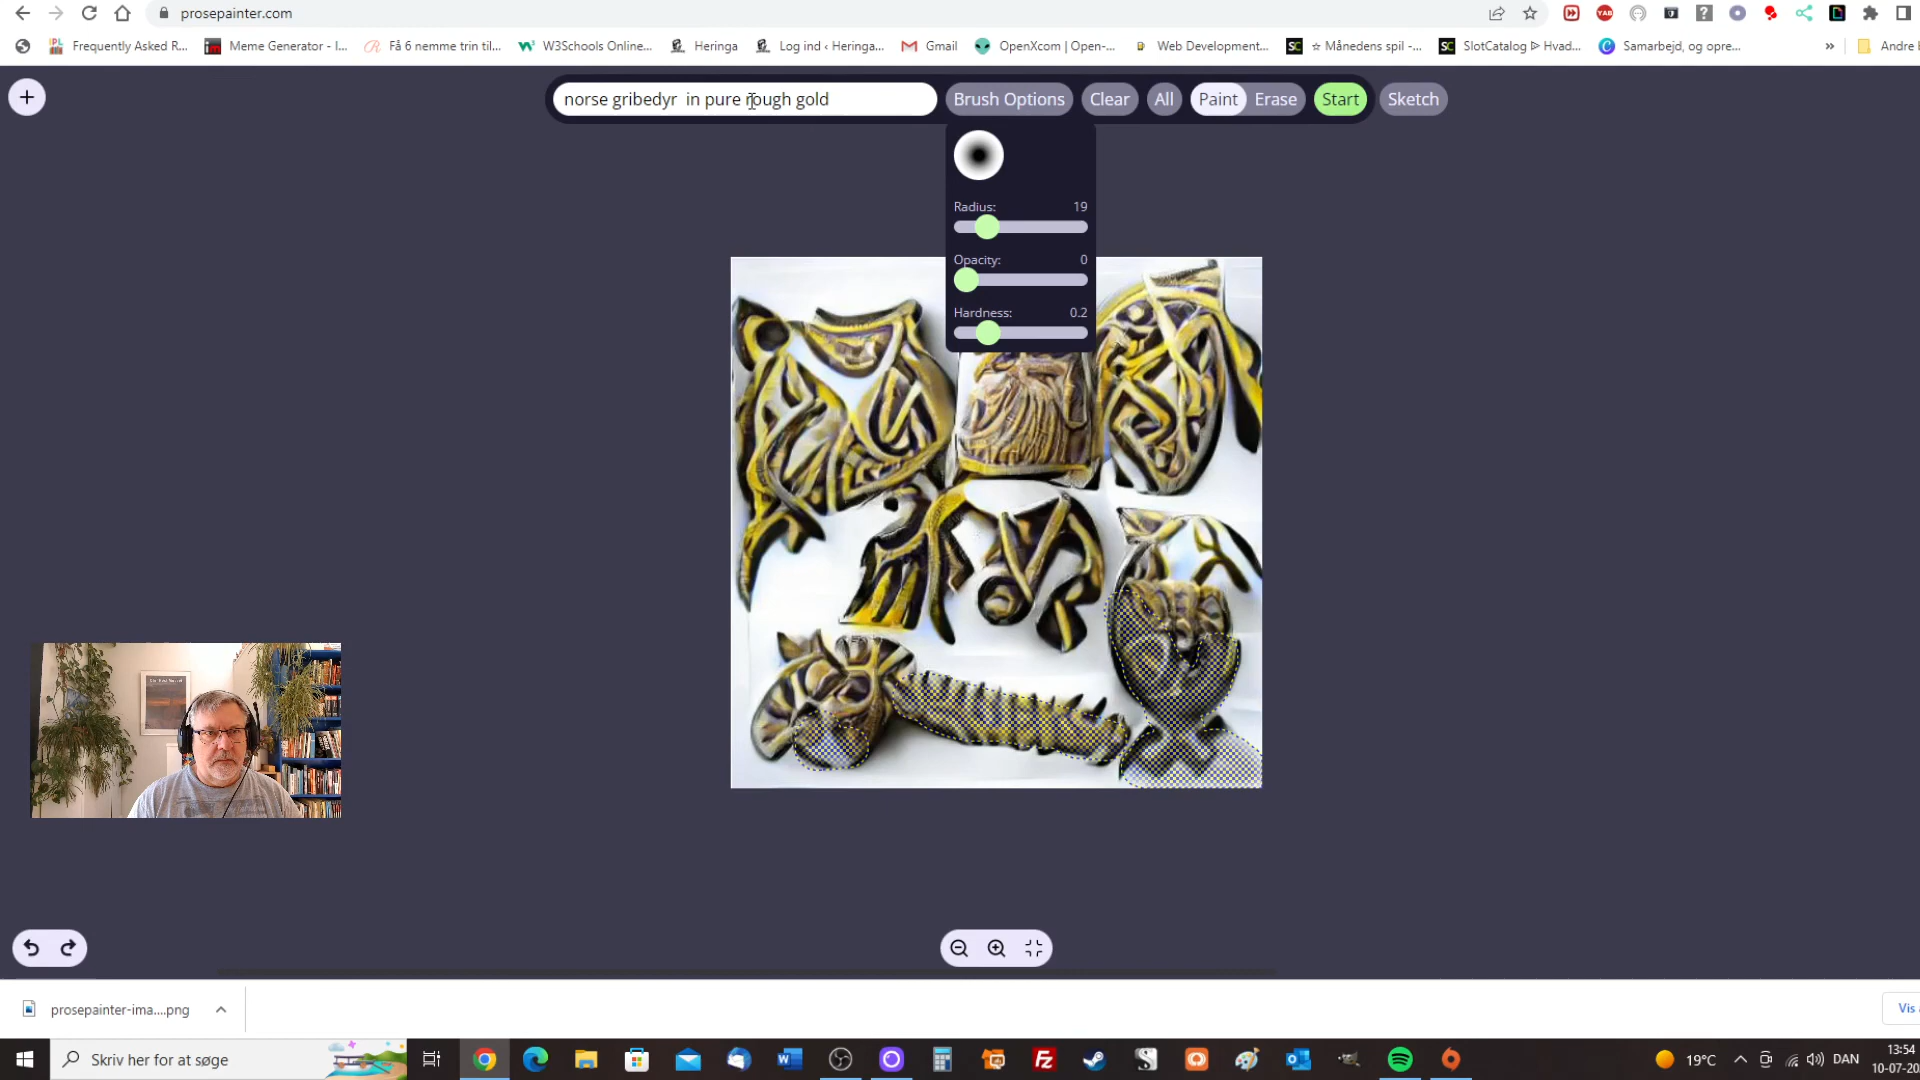 prosepainter.com
Frequently Asked R...
Meme Generator - I...
Få 6 nemme trin til...
W3Schools Online...
Heringa
Log ind ‹ Heringa...
Gmail
OpenXcom | Open-...
Web Development...
☆ Månedens spil -...
SlotCatalog ᐅ Hvad...
Samarbejd, og opre...
»
Andre b
norse gribedyr  in pure rough gold
Brush Options
Clear
All
Paint
Erase
Start
Sketch
Radius: 19
Opacity: 0
Hardness: 0.2
prosepainter-ima....png
Vis a
Skriv her for at søge
19°C
DAN
13:54
10-07-20